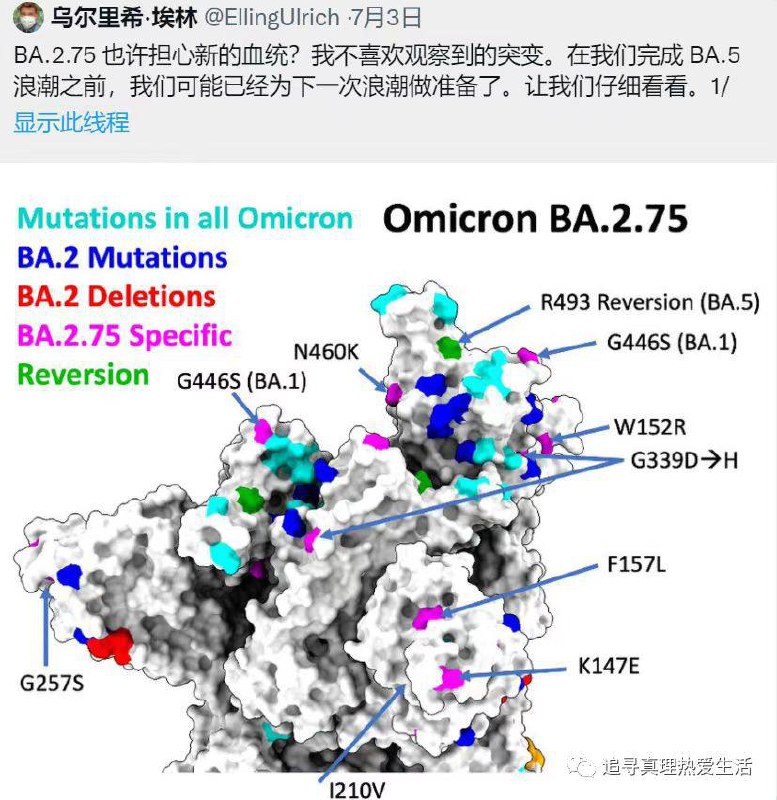 乌尔里希·埃林 @EllingUlrich ·7月3日
BA.2.75 也许担心新的血统？我不喜欢观察到的突变。在我们完成 BA.5
浪潮之前，我们可能已经为下一次浪潮做准备了。让我们仔细看看。1/
显示此线程
Mutations in all Omicron
Omicron BA.2.75
BA.2 Mutations
BA.2 Deletions
BA.2.75 Specific
Reversion
R493 Reversion (BA.5)
G446S (BA.1)
N460K
G446S (BA.1)
W152R
G339D→H
F157L
K147E
G257S
I210V
追寻真理热爱生活